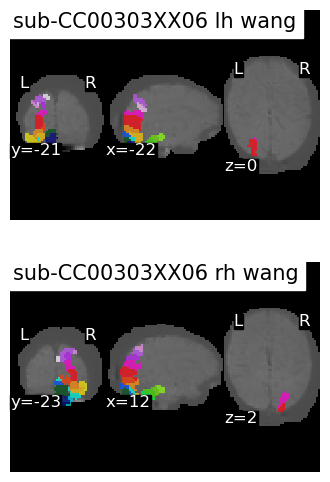 sub-CC00303XX06 lh wang
L R L R
y=-21 x=-22 z=0
sub-CC00303XX06 rh wang
L R L R
y=-23 x=12 z=2